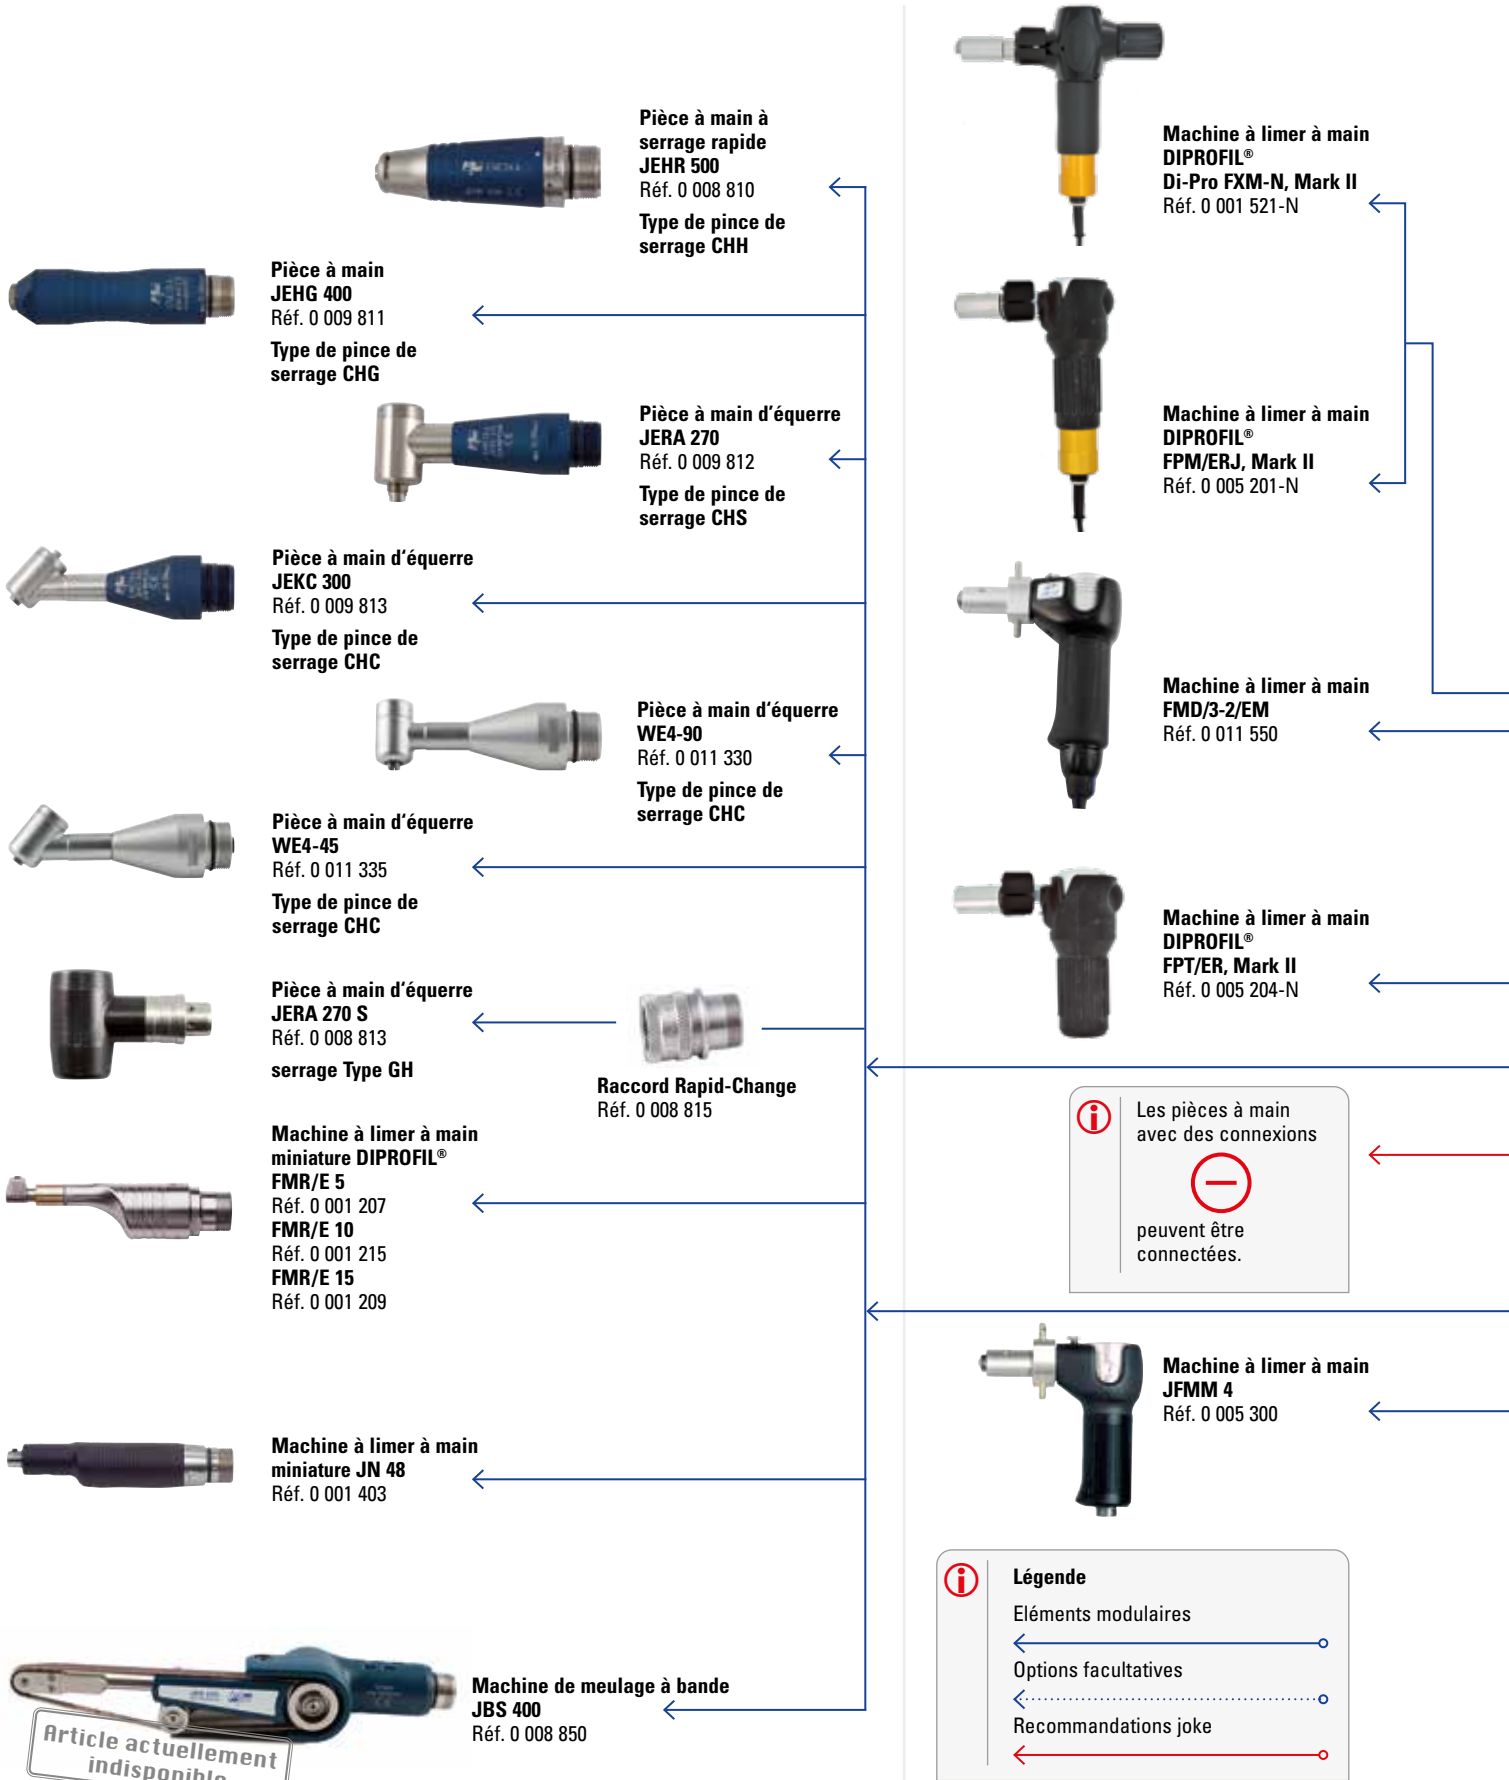 Pièce à main à
serrage rapide
JEHR 500
Réf. 0 008 810
Type de pince de
serrage CHH
Pièce à main
JEHG 400
Réf. 0 009 811
Type de pince de
serrage CHG
Pièce à main d’équerre
JERA 270
Réf. 0 009 812
Type de pince de
serrage CHS
Pièce à main d‘équerre
JEKC 300
Réf. 0 009 813
Type de pince de
serrage CHC
Pièce à main d‘équerre
WE4-90
Réf. 0 011 330
Type de pince de
serrage CHC
Pièce à main d‘équerre
WE4-45
Réf. 0 011 335
Type de pince de
serrage CHC
Pièce à main d‘équerre
JERA 270 S
Réf. 0 008 813
serrage Type GH
Raccord Rapid-Change
Réf. 0 008 815
Machine à limer à main
miniature DIPROFIL®
FMR/E 5
Réf. 0 001 207
FMR/E 10
Réf. 0 001 215
FMR/E 15
Réf. 0 001 209
Machine à limer à main
miniature JN 48
Réf. 0 001 403
Machine de meulage à bande
JBS 400
Réf. 0 008 850
Article actuellement
indisponible
Machine à limer à main
DIPROFIL®
Di-Pro FXM-N, Mark II
Réf. 0 001 521-N
Machine à limer à main
DIPROFIL®
FPM/ERJ, Mark II
Réf. 0 005 201-N
Machine à limer à main
FMD/3-2/EM
Réf. 0 011 550
Machine à limer à main
DIPROFIL®
FPT/ER, Mark II
Réf. 0 005 204-N
Les pièces à main
avec des connexions
peuvent être
connectées.
Machine à limer à main
JFMM 4
Réf. 0 005 300
Légende
Eléments modulaires
Options facultatives
Recommandations joke